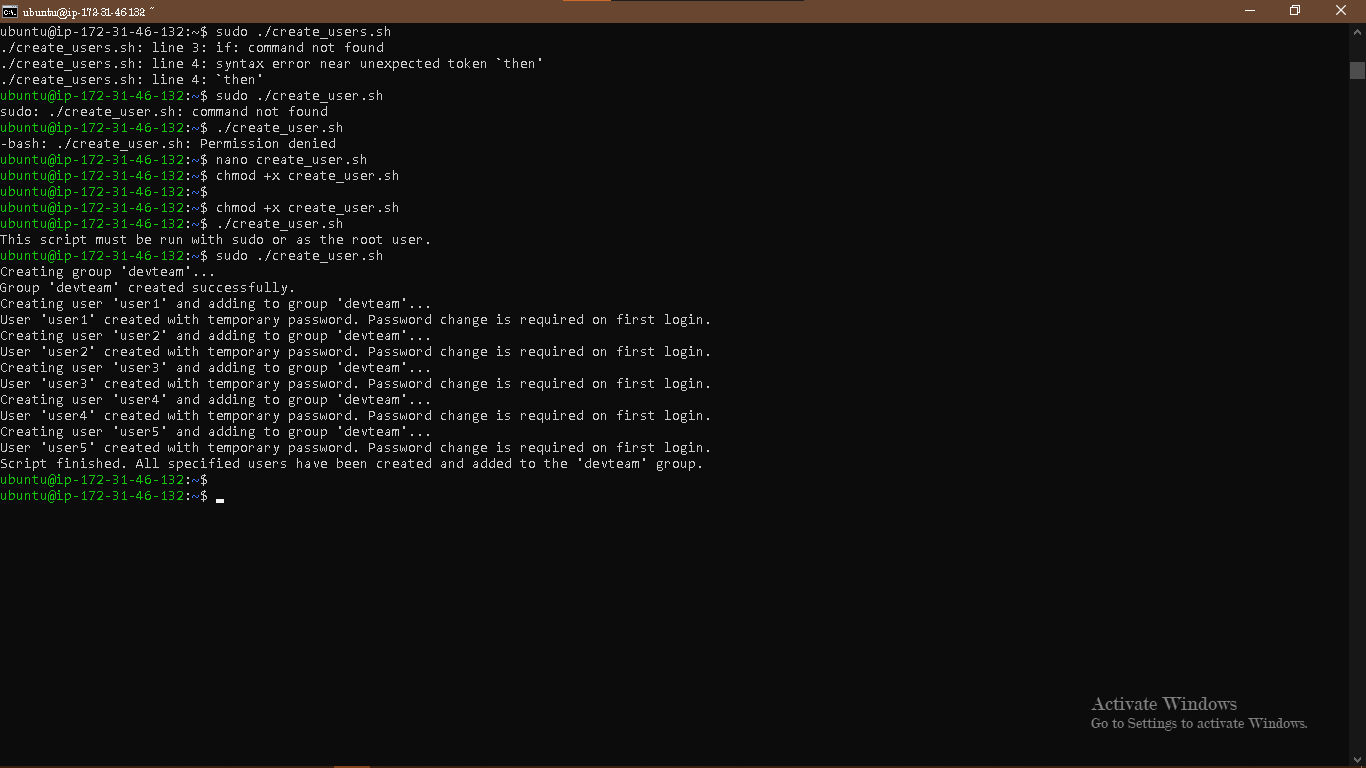 ubuntu@ip-172-31-46-132: ~
ubuntu@ip-172-31-46-132:~$ sudo ./create_users.sh
./create_users.sh: line 3: if: command not found
./create_users.sh: line 4: syntax error near unexpected token `then'
./create_users.sh: line 4: `then'
ubuntu@ip-172-31-46-132:~$ sudo ./create_user.sh
sudo: ./create_user.sh: command not found
ubuntu@ip-172-31-46-132:~$ ./create_user.sh
-bash: ./create_user.sh: Permission denied
ubuntu@ip-172-31-46-132:~$ nano create_user.sh
ubuntu@ip-172-31-46-132:~$ chmod +x create_user.sh
ubuntu@ip-172-31-46-132:~$
ubuntu@ip-172-31-46-132:~$ chmod +x create_user.sh
ubuntu@ip-172-31-46-132:~$ ./create_user.sh
This script must be run with sudo or as the root user.
ubuntu@ip-172-31-46-132:~$ sudo ./create_user.sh
Creating group 'devteam'...
Group 'devteam' created successfully.
Creating user 'user1' and adding to group 'devteam'...
User 'user1' created with temporary password. Password change is required on first login.
Creating user 'user2' and adding to group 'devteam'...
User 'user2' created with temporary password. Password change is required on first login.
Creating user 'user3' and adding to group 'devteam'...
User 'user3' created with temporary password. Password change is required on first login.
Creating user 'user4' and adding to group 'devteam'...
User 'user4' created with temporary password. Password change is required on first login.
Creating user 'user5' and adding to group 'devteam'...
User 'user5' created with temporary password. Password change is required on first login.
Script finished. All specified users have been created and added to the 'devteam' group.
ubuntu@ip-172-31-46-132:~$
ubuntu@ip-172-31-46-132:~$
Activate Windows
Go to Settings to activate Windows.